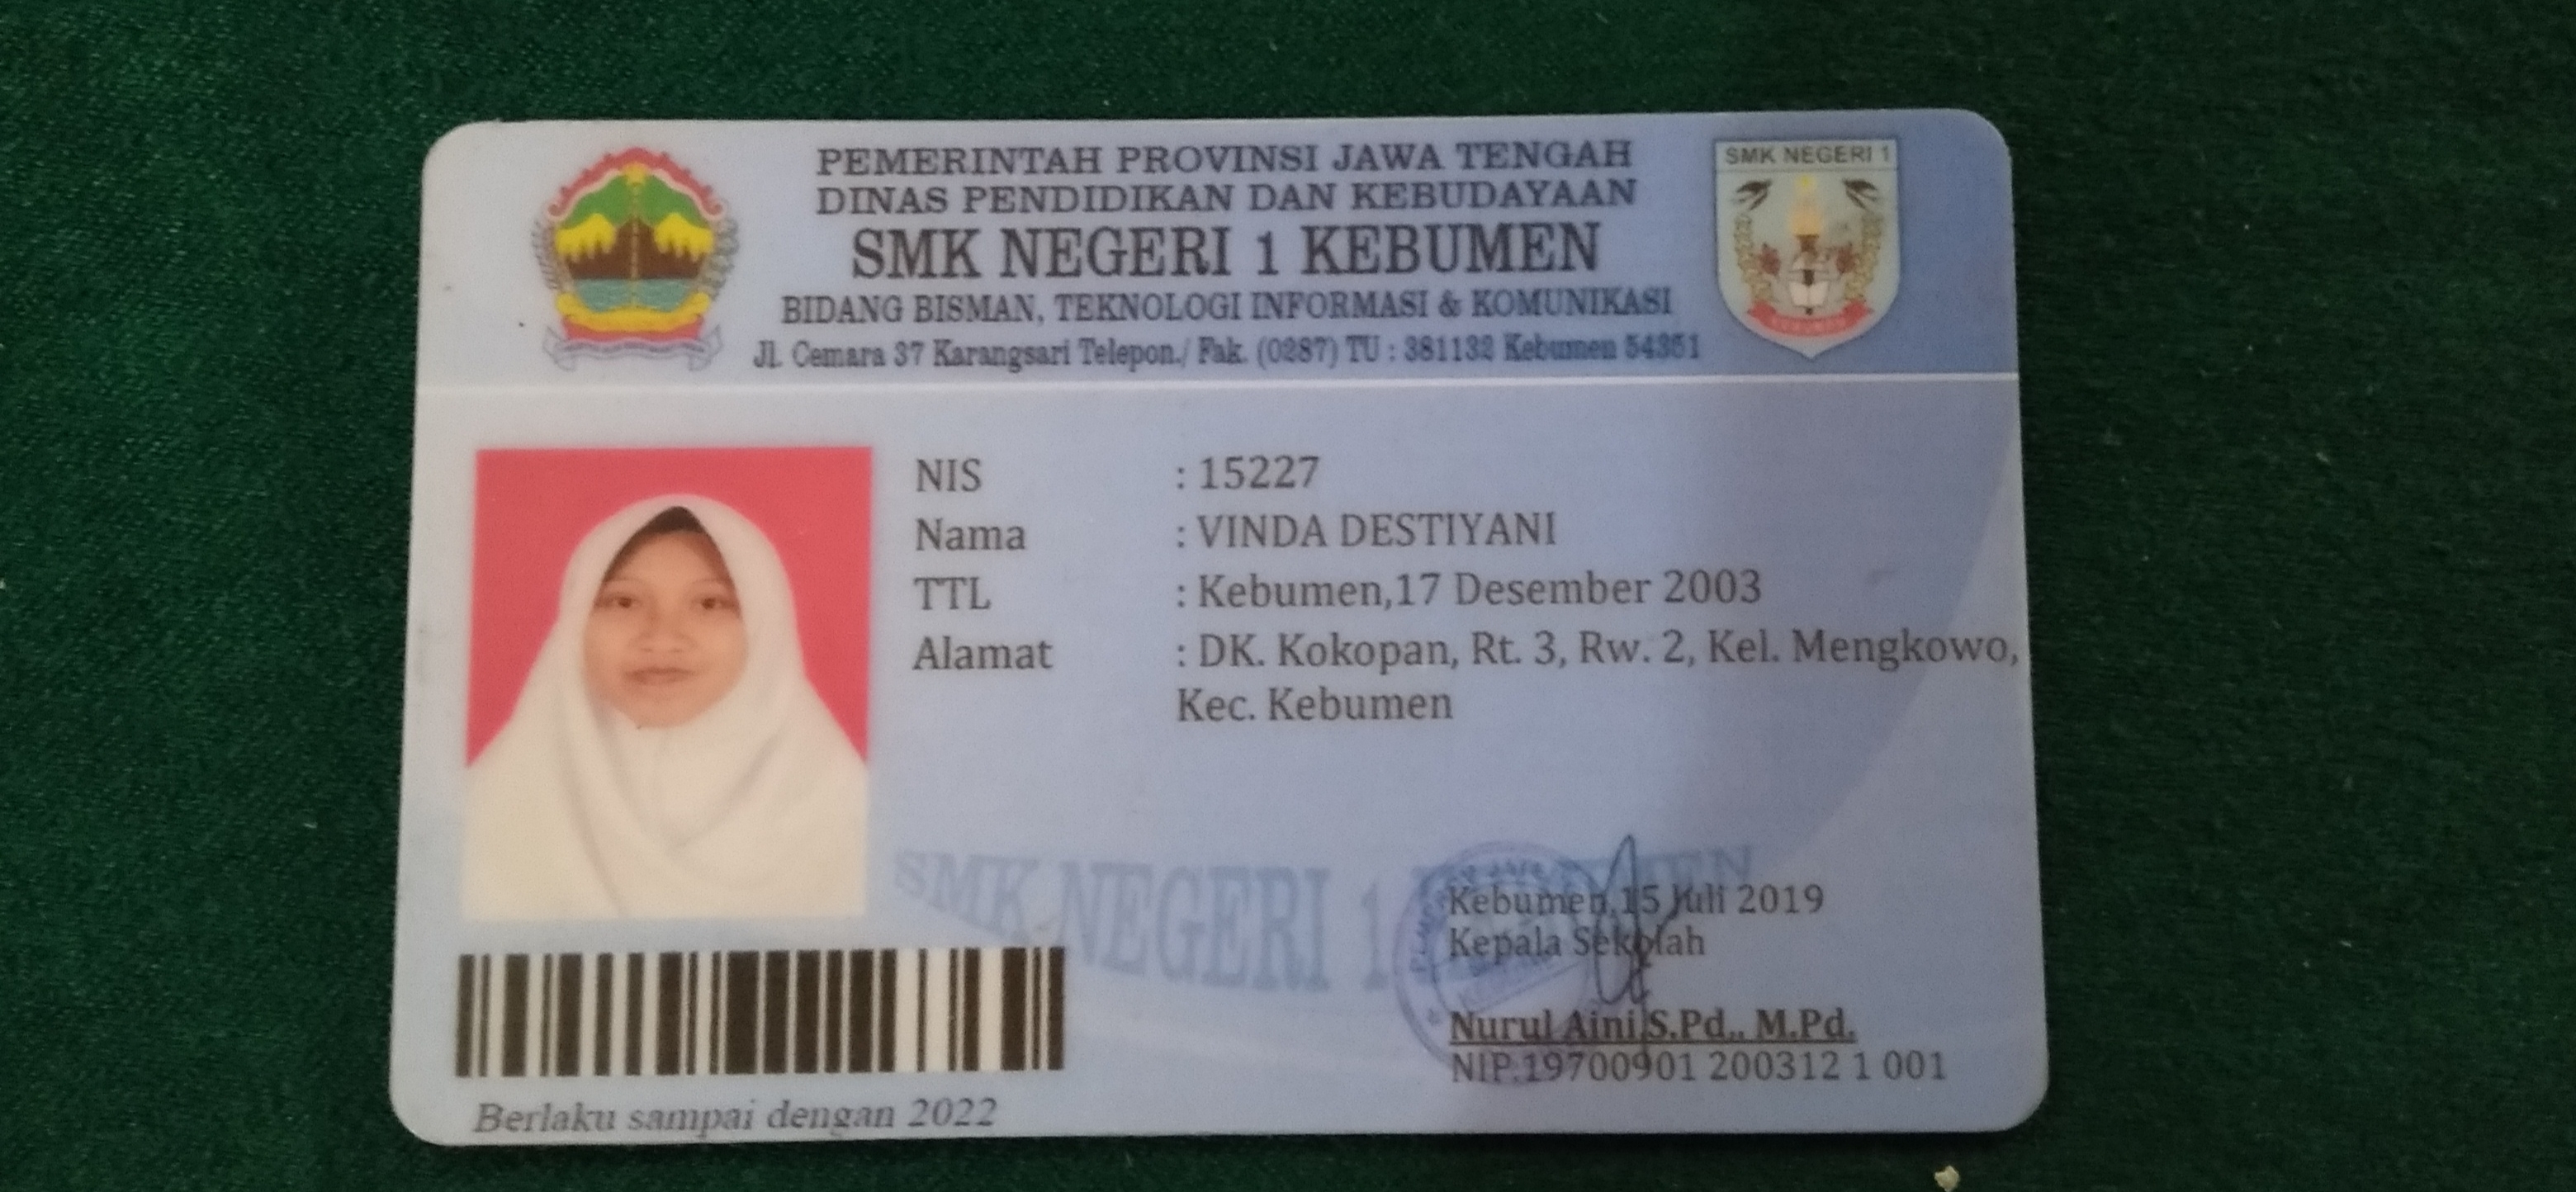 PEMERINTAH PROVINSI JAWA TENGAH
DINAS PENDIDIKAN DAN KEBUDAYAAN
SMK NEGERI 1 KEBUMEN
BIDANG BISMAN, TEKNOLOGI INFORMASI & KOMUNIKASI
Jl. Cemara 37 Karangsari Telepon./ Fak. (0287) TU : 381132 Kebumen 54351
SMK NEGERI 1
KEBUMEN
NIS : 15227
Nama : VINDA DESTIYANI
TTL : Kebumen,17 Desember 2003
Alamat : DK. Kokopan, Rt. 3, Rw. 2, Kel. Mengkowo,
Kec. Kebumen
SMK NEGERI 1 KEBUMEN
Kebumen,15 Juli 2019
Kepala Sekolah
Nurul Aini,S.Pd., M.Pd.
NIP.19700901 200312 1 001
Berlaku sampai dengan 2022